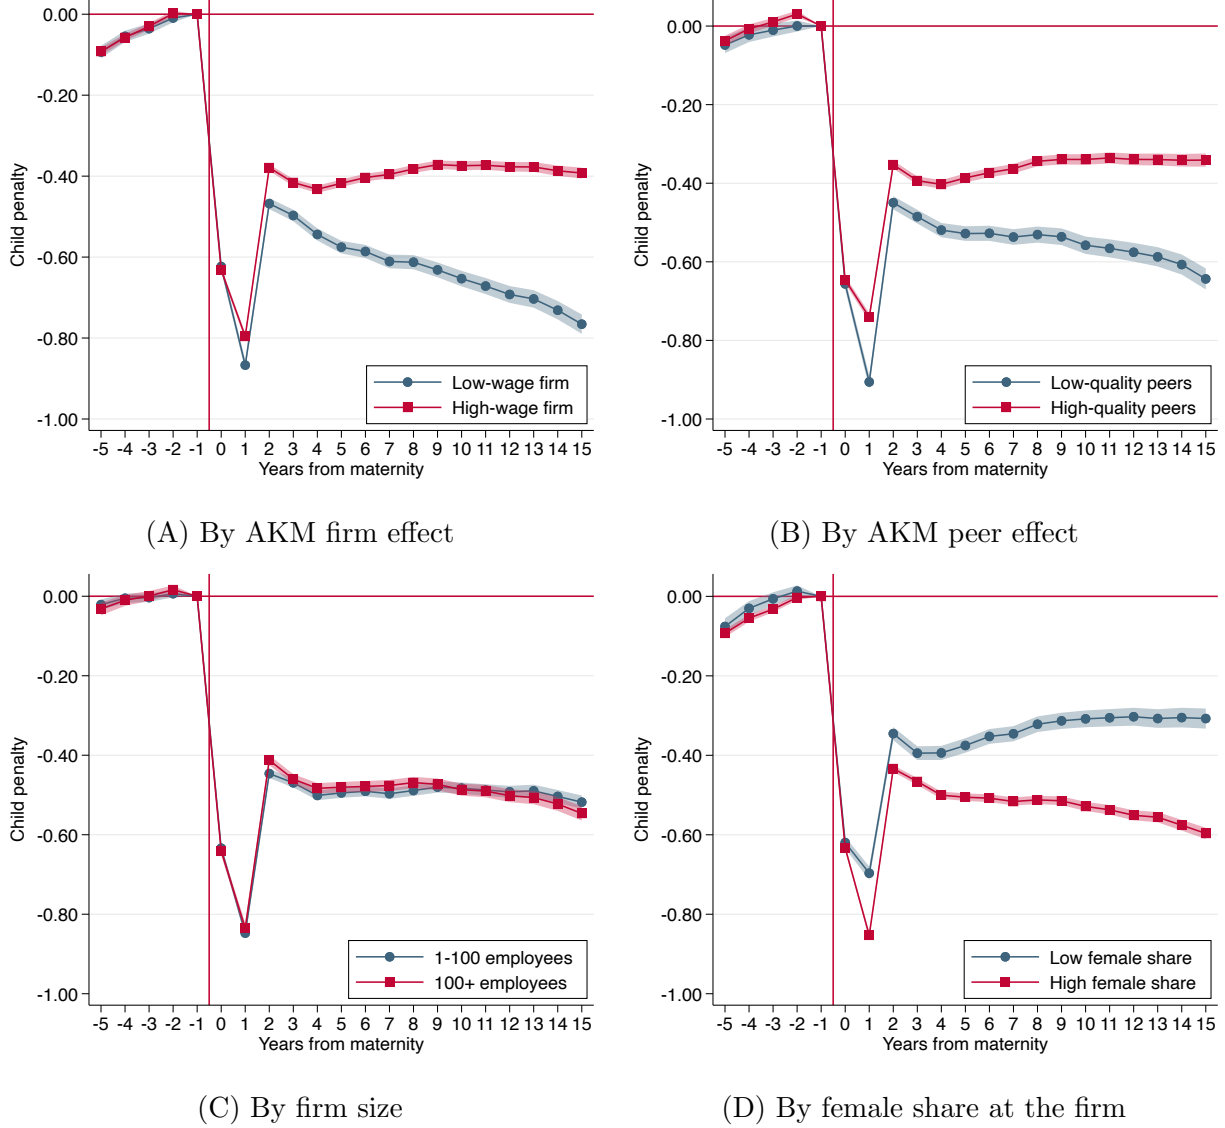 0.00
-0.20
-0.40
-0.60
-0.80
-1.00
Child penalty
Low-wage firm
High-wage firm
-5 -4 -3 -2 -1 0 1 2 3 4 5 6 7 8 9 10 11 12 13 14 15
Years from maternity
(A) By AKM firm effect
0.00
-0.20
-0.40
-0.60
-0.80
-1.00
Child penalty
Low-quality peers
High-quality peers
-5 -4 -3 -2 -1 0 1 2 3 4 5 6 7 8 9 10 11 12 13 14 15
Years from maternity
(B) By AKM peer effect
0.00
-0.20
-0.40
-0.60
-0.80
-1.00
Child penalty
1-100 employees
100+ employees
-5 -4 -3 -2 -1 0 1 2 3 4 5 6 7 8 9 10 11 12 13 14 15
Years from maternity
(C) By firm size
0.00
-0.20
-0.40
-0.60
-0.80
-1.00
Child penalty
Low female share
High female share
-5 -4 -3 -2 -1 0 1 2 3 4 5 6 7 8 9 10 11 12 13 14 15
Years from maternity
(D) By female share at the firm